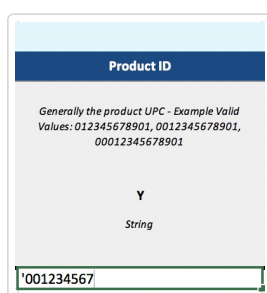 Product ID
Generally the product UPC - Example Valid
Values: 012345678901, 0012345678901,
00012345678901
Y
String
'001234567